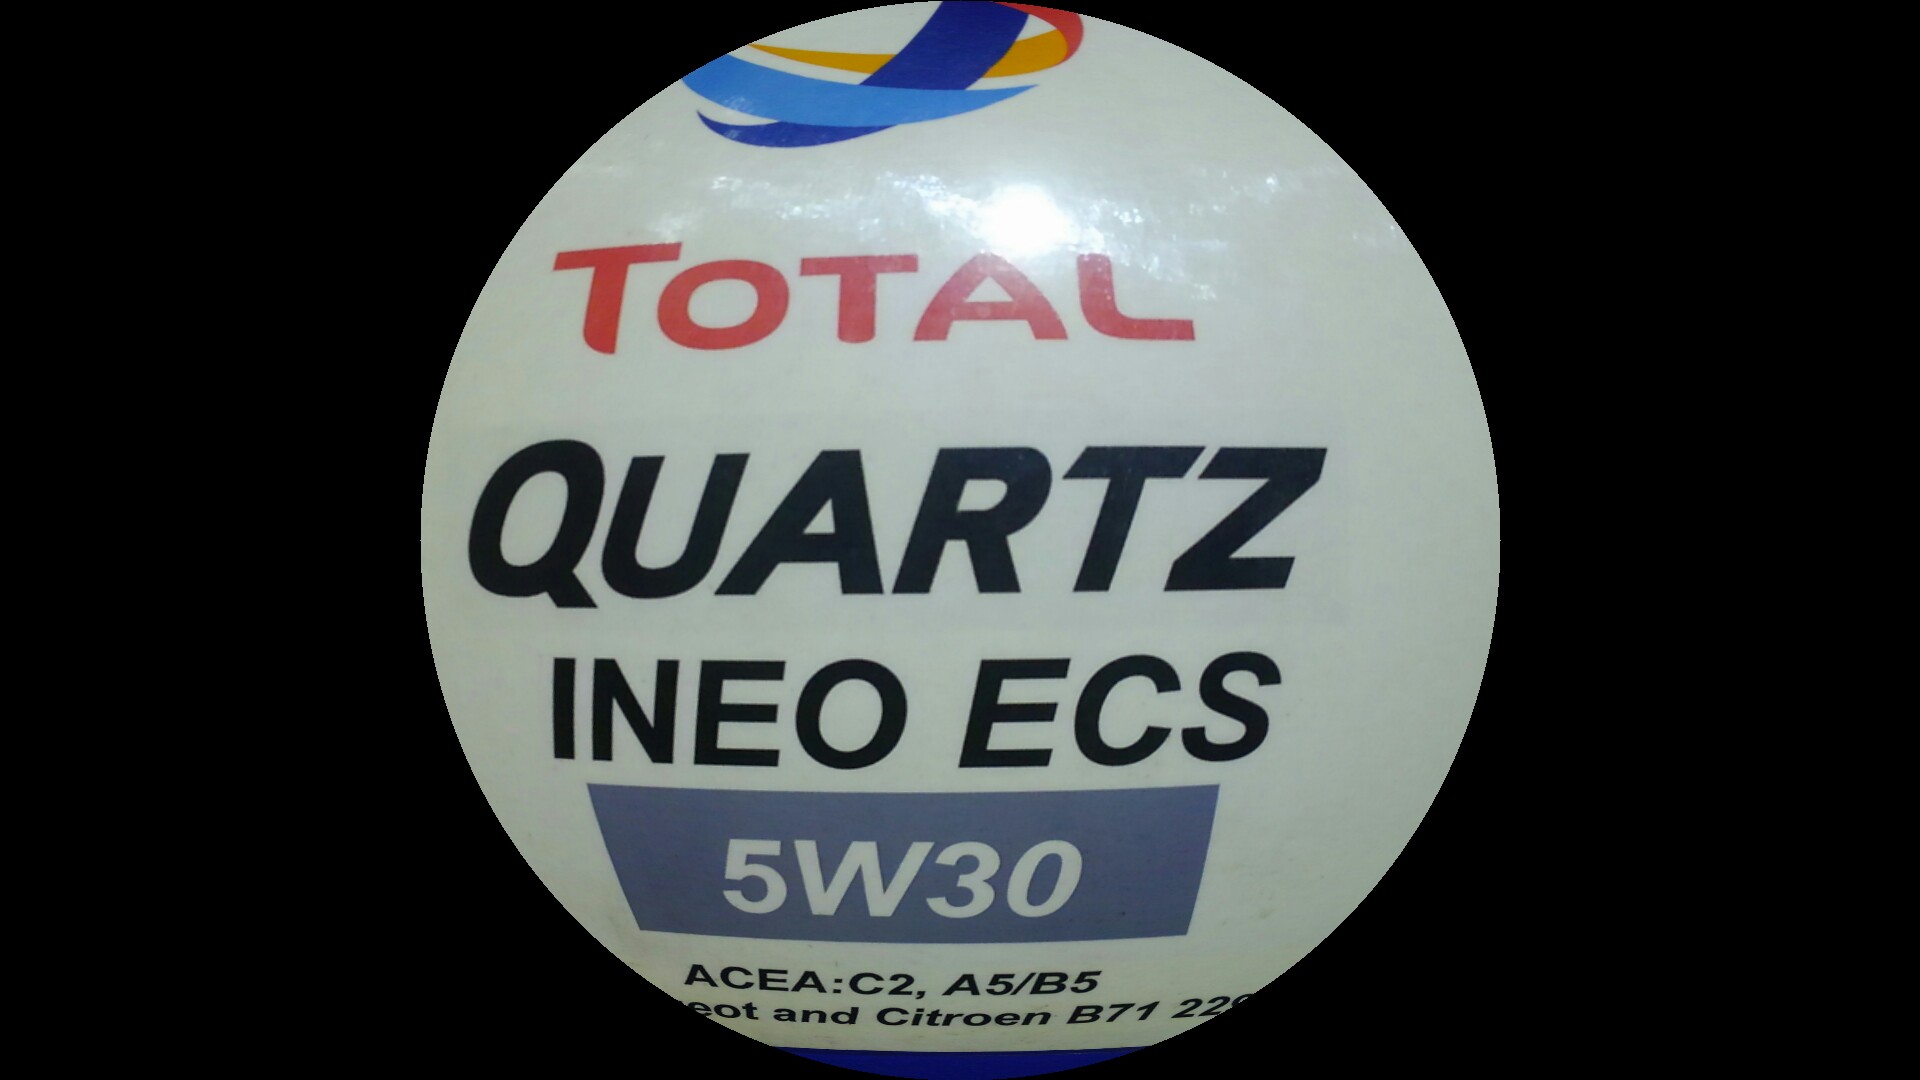 TOTAL
QUARTZ
INEO ECS
5W30
ACEA:C2, A5/B5
and Citroen B71